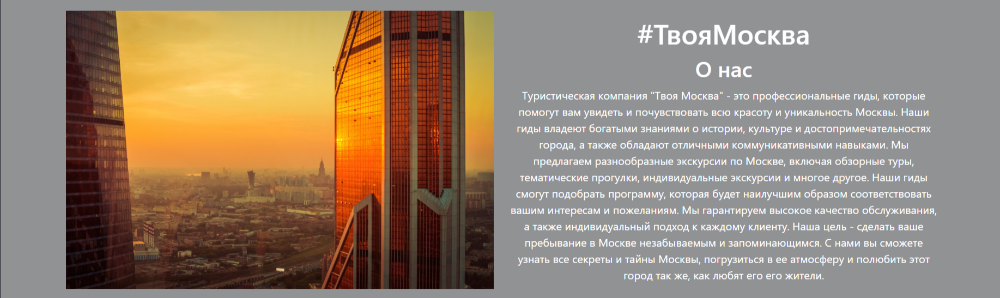 #ТвояМосква
О нас
Туристическая компания "Твоя Москва" - это профессиональные гиды, которые
помогут вам увидеть и почувствовать всю красоту и уникальность Москвы. Наши
гиды владеют богатыми знаниями о истории, культуре и достопримечательностях
города, а также обладают отличными коммуникативными навыками. Мы
предлагаем разнообразные экскурсии по Москве, включая обзорные туры,
тематические прогулки, индивидуальные экскурсии и многое другое. Наши гиды
смогут подобрать программу, которая будет наилучшим образом соответствовать
вашим интересам и пожеланиям. Мы гарантируем высокое качество обслуживания,
а также индивидуальный подход к каждому клиенту. Наша цель - сделать ваше
пребывание в Москве незабываемым и запоминающимся. С нами вы сможете
узнать все секреты и тайны Москвы, погрузиться в ее атмосферу и полюбить этот
город так же, как любят его его жители.